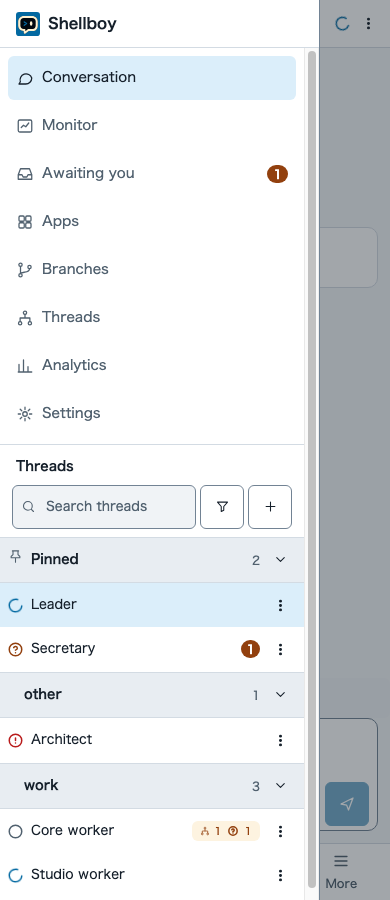 Shellboy
Conversation
Monitor
Awaiting you 1
Apps
Branches
Threads
Analytics
Settings
Threads
Search threads
Pinned 2
Leader
Secretary 1
other 1
Architect
work 3
Core worker 1 1
Studio worker
More